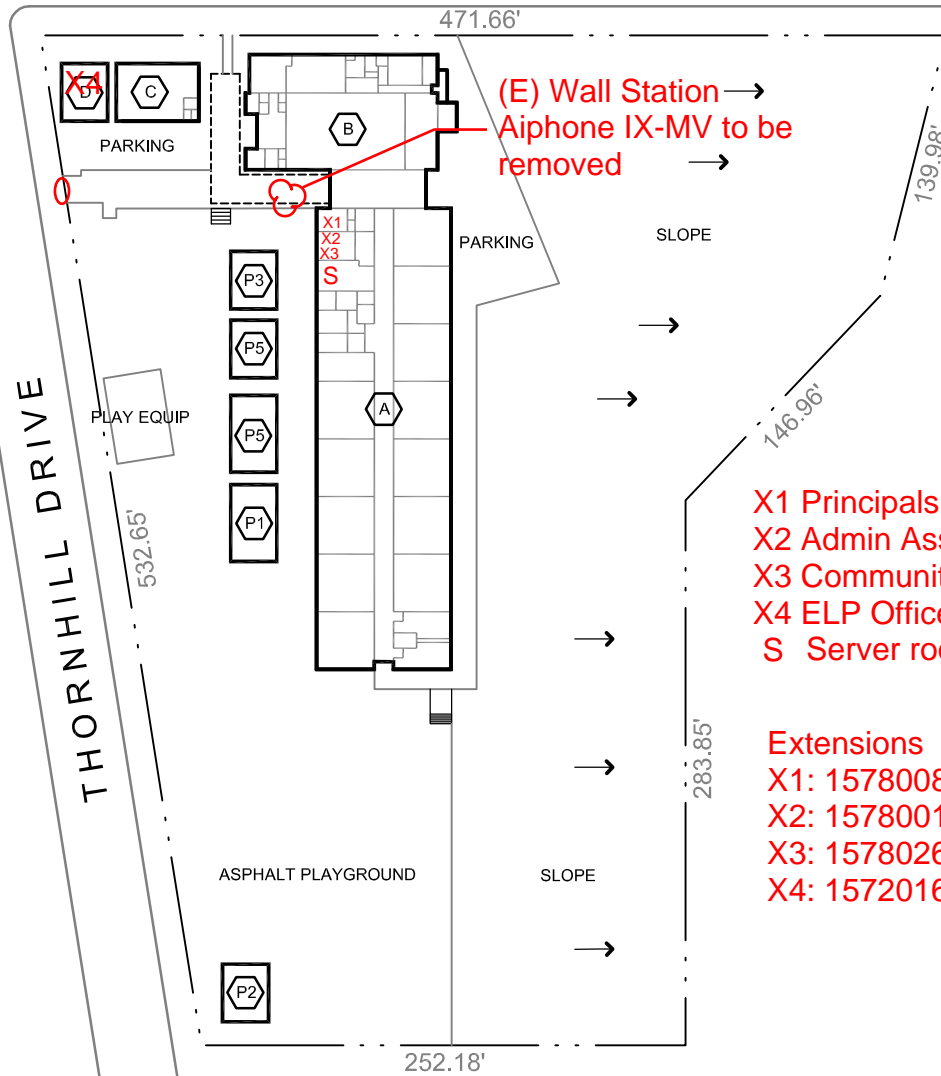 471.66'
(E) Wall Station
Aiphone IX-MV to be
removed
X4
D
C
B
PARKING
139.98'
X1
X2
X3
S
PARKING
SLOPE
P3
P5
A
PLAY EQUIP
P5
146.96'
P1
THORNHILL DRIVE
532.65'
X1 Principals
X2 Admin Ass
X3 Communit
X4 ELP Office
S Server roo
283.85'
Extensions
X1: 1578008
X2: 1578001
X3: 1578026
X4: 1572016
ASPHALT PLAYGROUND
SLOPE
P2
252.18'